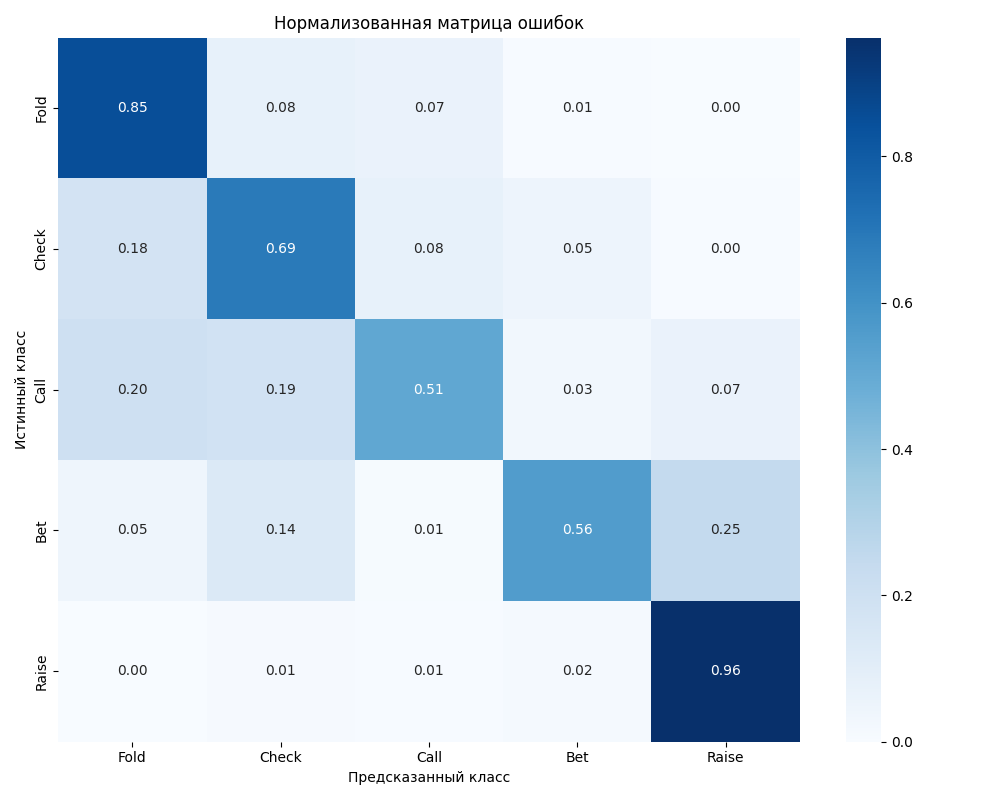 Нормализованная матрица ошибок
Истинный класс
Fold 0.85 0.08 0.07 0.01 0.00
Check 0.18 0.69 0.08 0.05 0.00
Call 0.20 0.19 0.51 0.03 0.07
Bet 0.05 0.14 0.01 0.56 0.25
Raise 0.00 0.01 0.01 0.02 0.96
Fold Check Call Bet Raise
Предсказанный класс
0.8
0.6
0.4
0.2
0.0